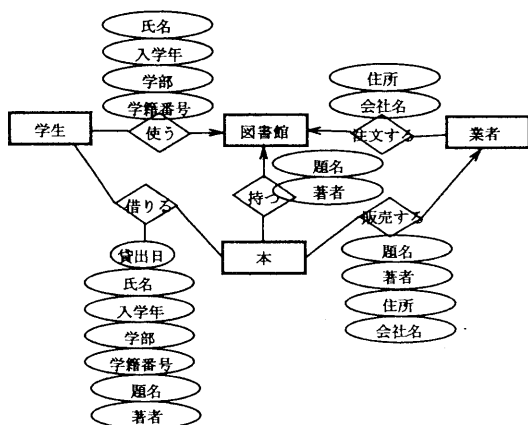 氏名
入学年
学部
学籍番号
住所
会社名
学生
使う
図書館
注文する
業者
題名
著者
借りる
持つ
販売する
本
貸出日
氏名
入学年
学部
学籍番号
題名
著者
題名
著者
住所
会社名